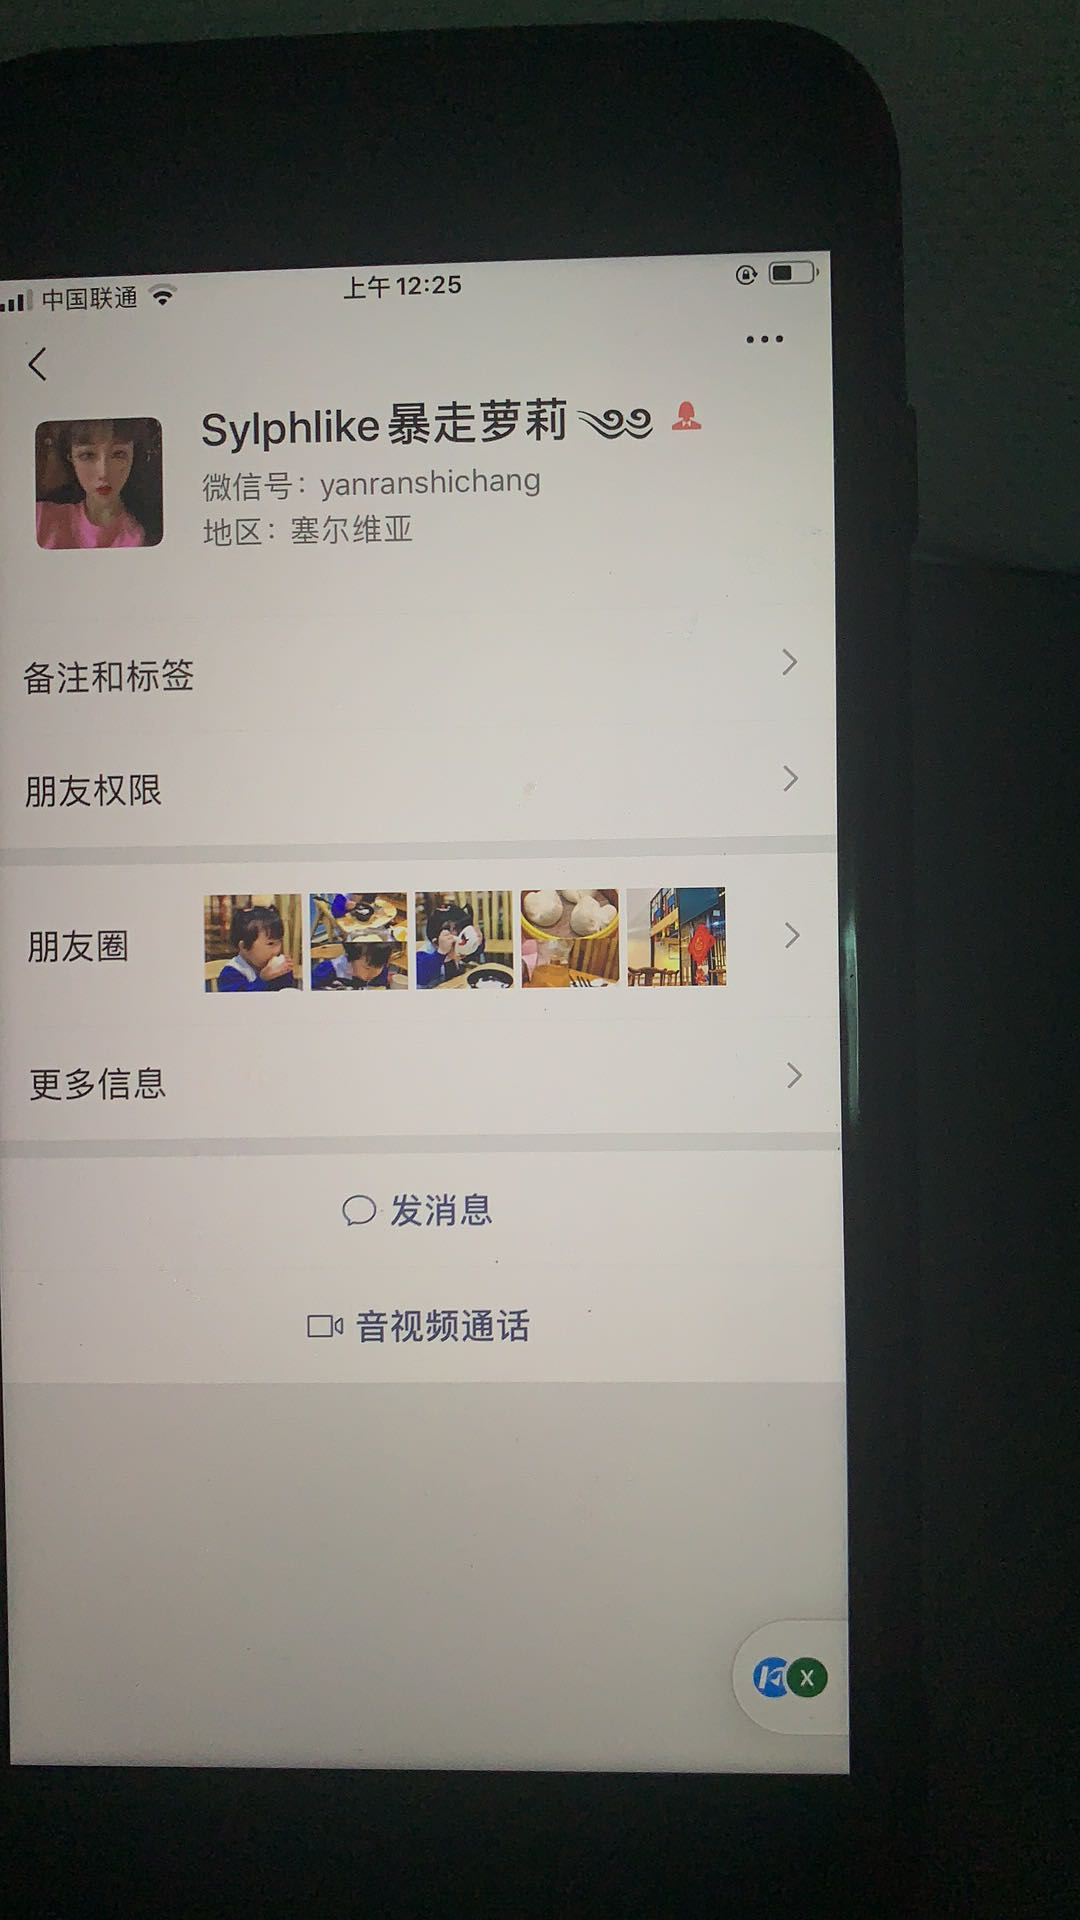 中国联通
上午 12:25
Sylphlike暴走萝莉
微信号：yanranshichang
地区：塞尔维亚
备注和标签
朋友权限
朋友圈
更多信息
发消息
音视频通话
X